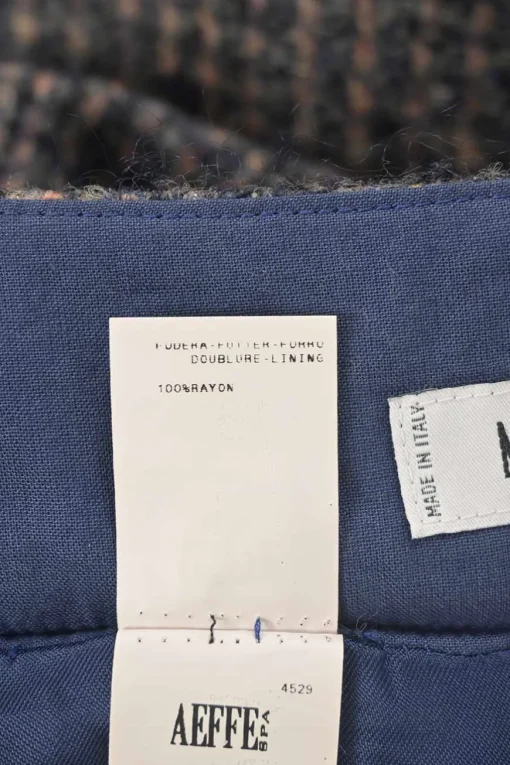 FODERA-FUTTER-FORRO
DOUBLURE-LINING
100%RAYON
MADE IN ITALY
4529
AEFFE SPA